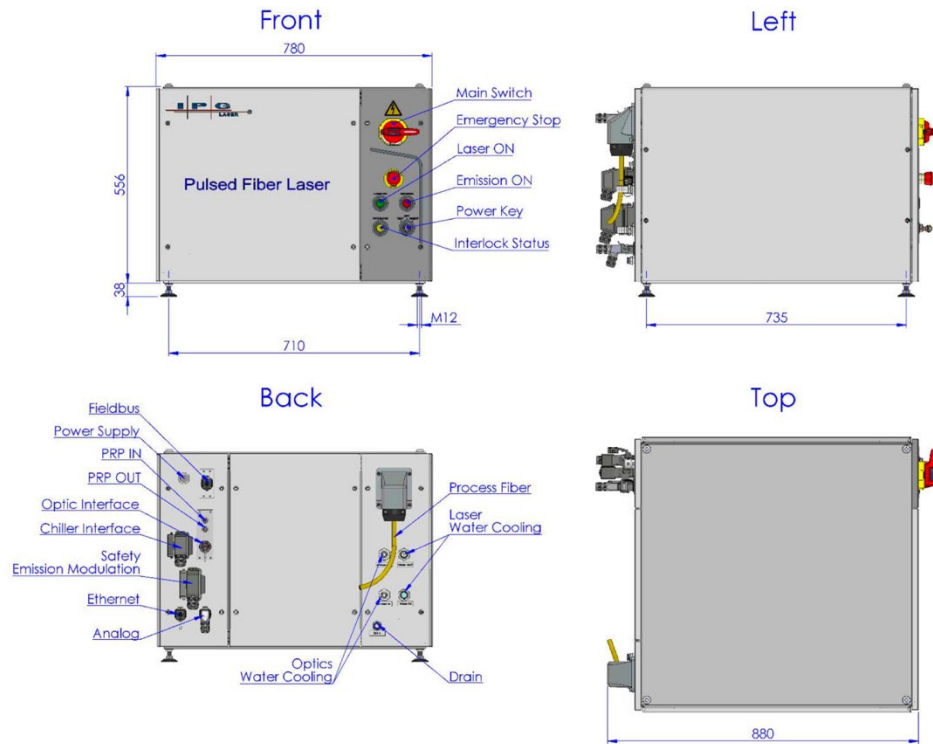 Front
780
IPG
LASER
Pulsed Fiber Laser
556
38
710
M12
Main Switch
Emergency Stop
Laser ON
Emission ON
Power Key
Interlock Status
Left
735
Back
Fieldbus
Power Supply
PRP IN
PRP OUT
Optic Interface
Chiller Interface
Safety
Emission Modulation
Ethernet
Analog
Process Fiber
Laser
Water Cooling
Optics
Water Cooling
Drain
Top
880